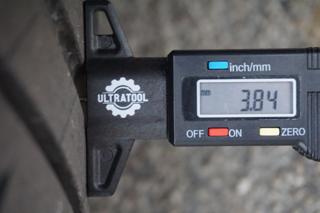 inch/mm
mm 3.84
ULTRATOOL
OFF ON ZERO